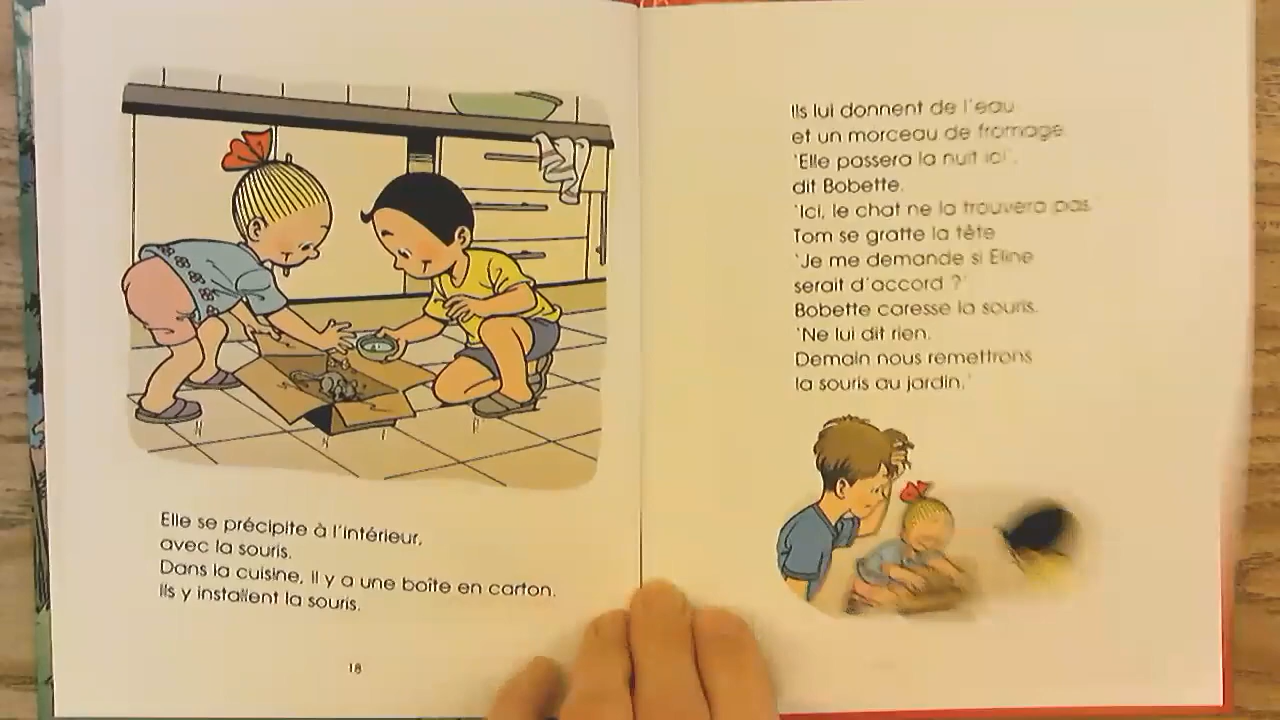 Elle se précipite à l'intérieur,
avec la souris.
Dans la cuisine, il y a une boîte en carton.
Ils y installent la souris.
18
Ils lui donnent de l'eau
et un morceau de fromage.
'Elle passera la nuit ici',
dit Bobette.
'Ici, le chat ne la trouvera pas.
Tom se gratte la tête
'Je me demande si Eline
serait d'accord ?'
Bobette caresse la souris.
'Ne lui dit rien.
Demain nous remettrons
la souris au jardin.'